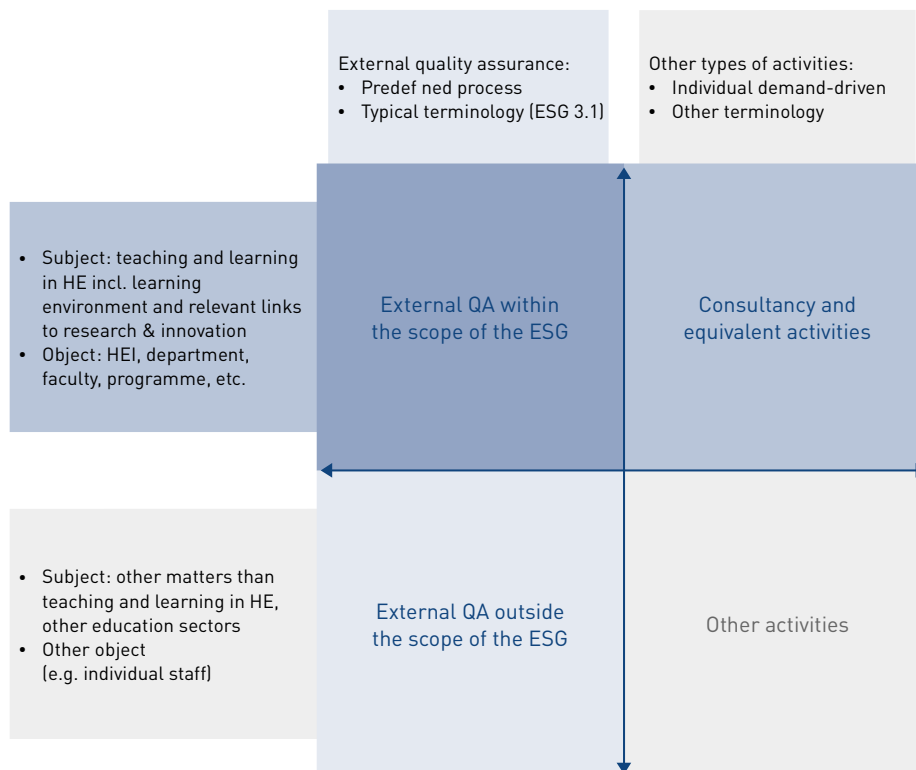 External quality assurance:
• Predef ned process
• Typical terminology (ESG 3.1)
Other types of activities:
• Individual demand-driven
• Other terminology
• Subject: teaching and learning
in HE incl. learning
environment and relevant links
to research & innovation
• Object: HEI, department,
faculty, programme, etc.
External QA within
the scope of the ESG
Consultancy and
equivalent activities
• Subject: other matters than
teaching and learning in HE,
other education sectors
• Other object
(e.g. individual staff)
External QA outside
the scope of the ESG
Other activities